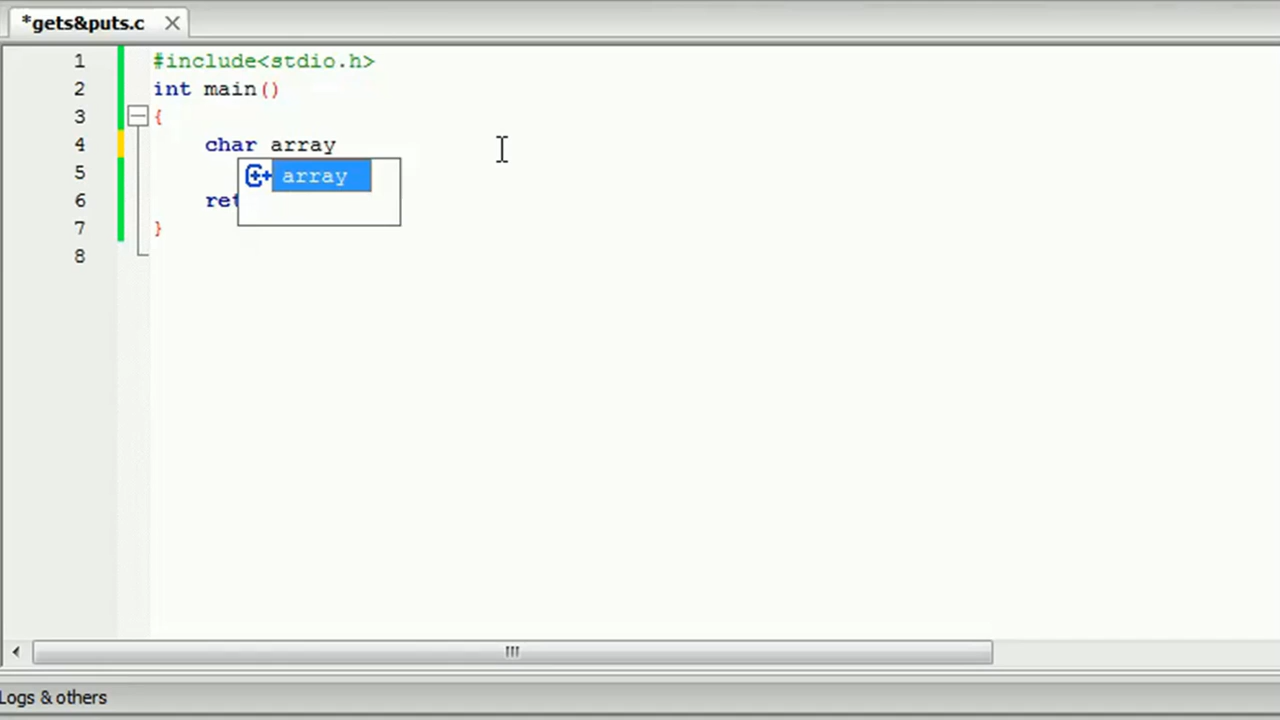 *gets&puts.c
1 #include<stdio.h>
2 int main()
3 {
4 char array
5 array
6 ret
7 }
8
Logs & others